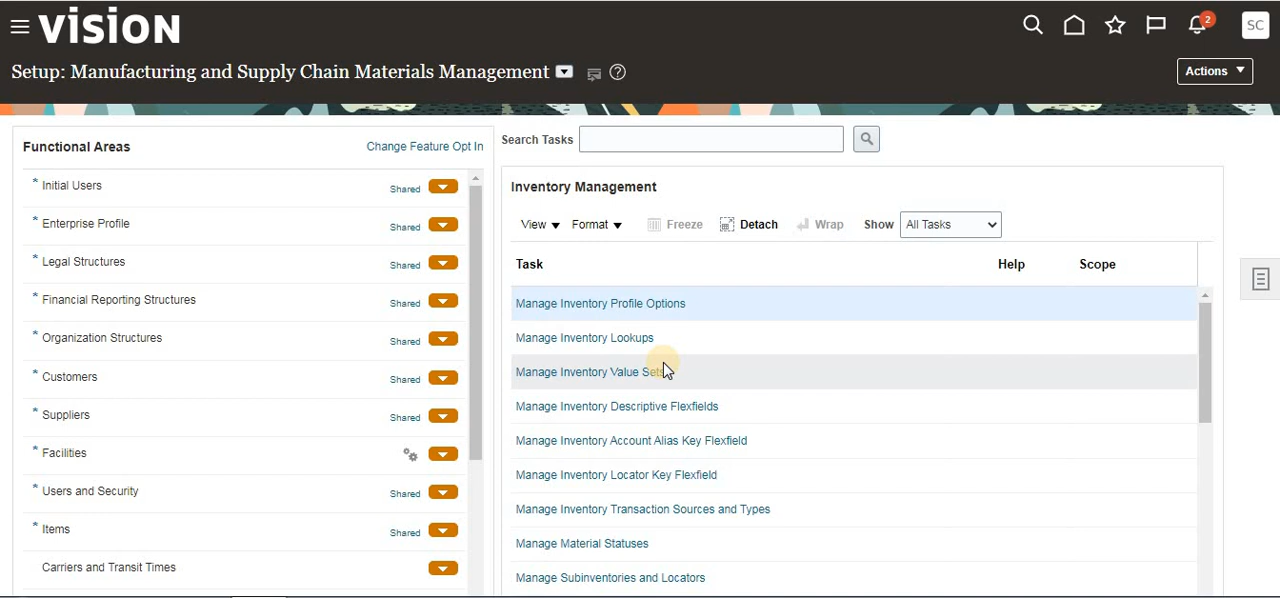 vision
2
SC
Setup: Manufacturing and Supply Chain Materials Management
Actions
Functional Areas
Change Feature Opt In
* Initial Users Shared
* Enterprise Profile Shared
* Legal Structures Shared
* Financial Reporting Structures Shared
* Organization Structures Shared
* Customers Shared
* Suppliers Shared
* Facilities
* Users and Security Shared
* Items Shared
Carriers and Transit Times
Search Tasks
Inventory Management
View Format Freeze Detach Wrap Show All Tasks
Task Help Scope
Manage Inventory Profile Options
Manage Inventory Lookups
Manage Inventory Value Sets
Manage Inventory Descriptive Flexfields
Manage Inventory Account Alias Key Flexfield
Manage Inventory Locator Key Flexfield
Manage Inventory Transaction Sources and Types
Manage Material Statuses
Manage Subinventories and Locators